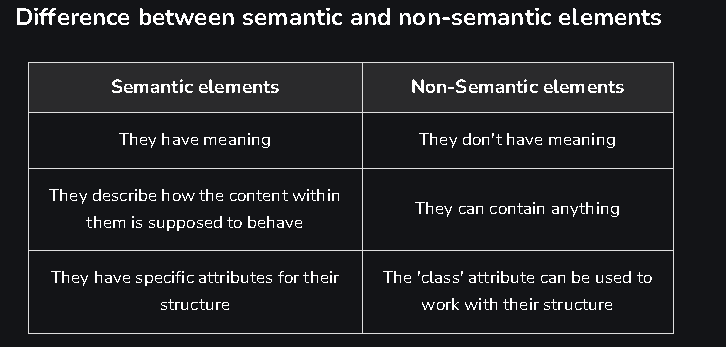 Difference between semantic and non-semantic elements
Semantic elements
Non-Semantic elements
They have meaning
They don't have meaning
They describe how the content within
them is supposed to behave
They can contain anything
They have specific attributes for their
structure
The 'class' attribute can be used to
work with their structure